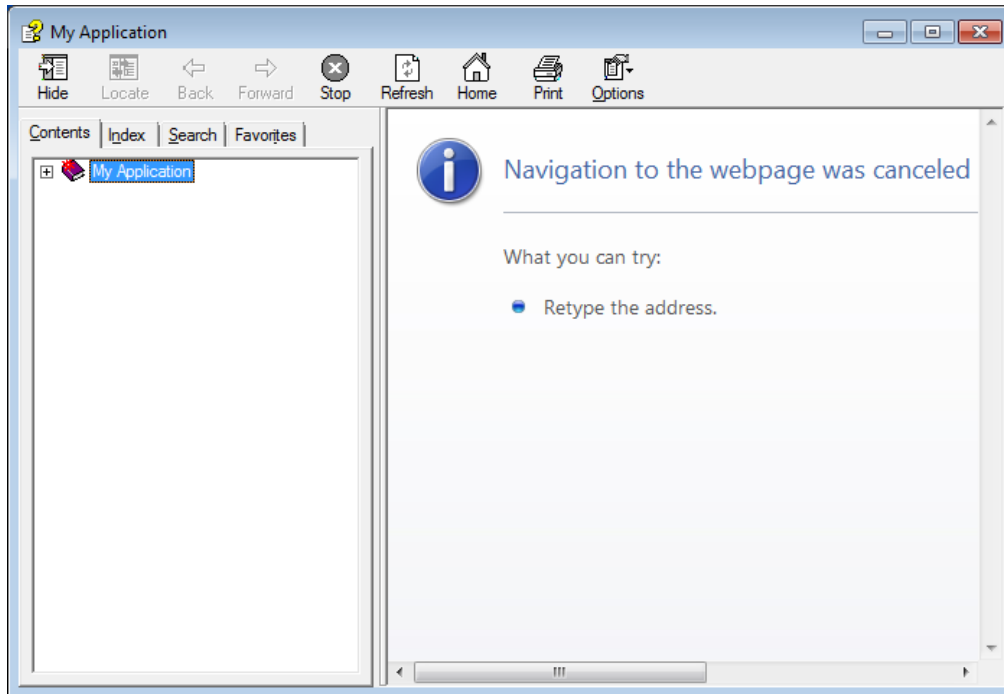 My Application
Hide Locate Back Forward Stop Refresh Home Print Options
Contents Index Search Favorites
My Application
Navigation to the webpage was canceled
What you can try:
Retype the address.